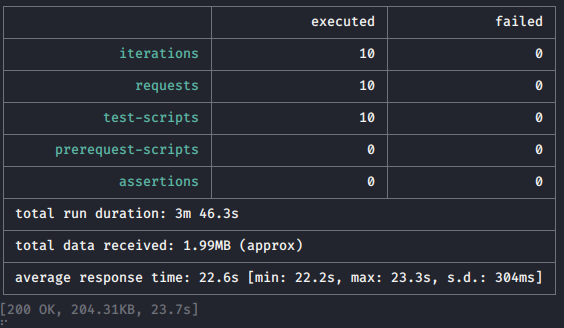 executed failed
iterations 10 0
requests 10 0
test-scripts 10 0
prerequest-scripts 0 0
assertions 0 0
total run duration: 3m 46.3s
total data received: 1.99MB (approx)
average response time: 22.6s [min: 22.2s, max: 23.3s, s.d.: 304ms]
[200 OK, 204.31KB, 23.7s]